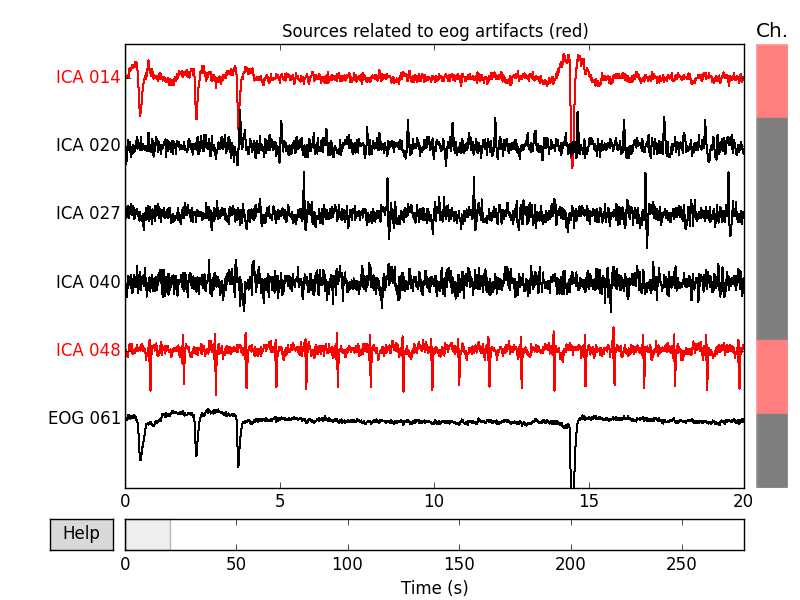 Sources related to eog artifacts (red)
Ch.
ICA 014
ICA 020
ICA 027
ICA 040
ICA 048
EOG 061
0 5 10 15 20
Help
0 50 100 150 200 250
Time (s)